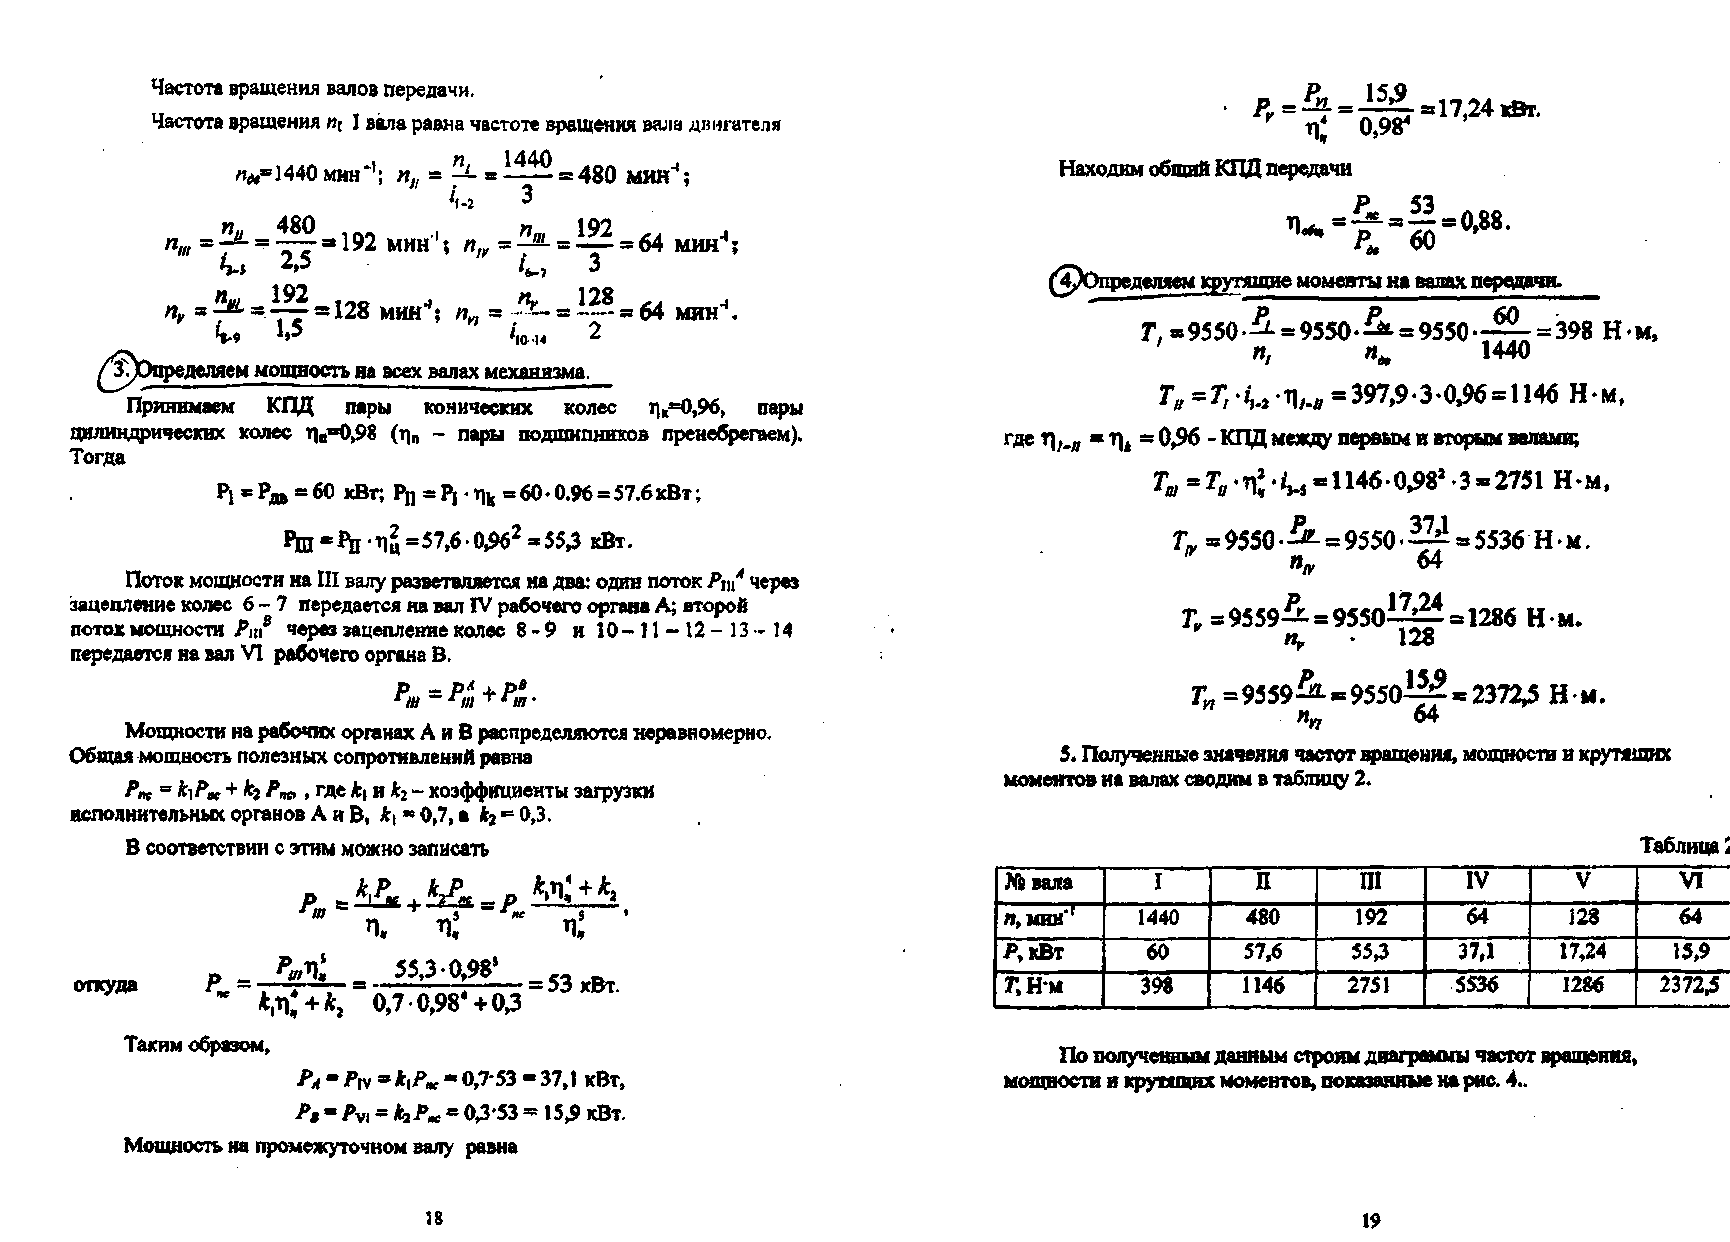 Частота вращения валов передачи.
Частота вращения n₁ I вала равна частоте вращения вала двигателя
n_дв=1440 мин⁻¹; n_II = n_I / i₁₋₂ = 1440 / 3 = 480 мин⁻¹;
n_III = n_II / i₃₋₅ = 480 / 2,5 = 192 мин⁻¹; n_IV = n_III / i₆₋₇ = 192 / 3 = 64 мин⁻¹;
n_V = n_III / i₈₋₉ = 192 / 1,5 = 128 мин⁻¹; n_VI = n_V / i₁₀₋₁₄ = 128 / 2 = 64 мин⁻¹.
3. Определяем мощность на всех валах механизма.
Принимаем КПД пары конических колес η_к=0,96, пары
цилиндрических колес η_ц=0,98 (η_п – пары подшипников пренебрегаем).
Тогда
P_I = P_дв = 60 кВт; P_II = P_I · η_k = 60 · 0.96 = 57.6 кВт;
P_III = P_II · η_ц² = 57,6 · 0,96² = 55,3 кВт.
Поток мощности на III валу разветвляется на два: один поток P_III^A через
зацепление колес 6 – 7 передается на вал IV рабочего органа А; второй
поток мощности P_III^B через зацепление колес 8 - 9 и 10 – 11 – 12 – 13 – 14
передается на вал VI рабочего органа В.
P_III = P_III^A + P_III^B.
Мощности на рабочих органах А и В распределяются неравномерно.
Общая мощность полезных сопротивлений равна
P_пс = k₁P_пс + k₂ P_пс, , где k₁ и k₂ – коэффициенты загрузки
исполнительных органов А и В, k₁ = 0,7, а k₂ = 0,3.
В соответствии с этим можно записать
P_III = k₁P_пс / η_ц + k₂P_пс / η_ц⁵ = P_пс (k₁η_ц⁴ + k₂) / η_ц⁵ ,
откуда P_пс = P_III η_ц⁵ / (k₁η_ц⁴ + k₂) = 55,3 · 0,98⁵ / (0,7 · 0,98⁴ + 0,3) = 53 кВт.
Таким образом,
P_A = P_IV = k₁P_пс = 0,7·53 = 37,1 кВт,
P_B = P_VI = k₂P_пс = 0,3·53 = 15,9 кВт.
Мощность на промежуточном валу равна
18
P_V = P_VI / η_ц⁴ = 15,9 / 0,98⁴ = 17,24 кВт.
Находим общий КПД передачи
η_общ = P_пс / P_дв = 53 / 60 = 0,88.
4. Определяем крутящие моменты на валах передачи.
T_I = 9550 · P_I / n_I = 9550 · P_дв / n_дв = 9550 · 60 / 1440 = 398 Н·м,
T_II = T_I · i₁₋₂ · η_I-II = 397,9 · 3 · 0,96 = 1146 Н·м,
где η_I-II = η_k = 0,96 - КПД между первым и вторым валами;
T_III = T_II · η_ц² · i₃₋₅ = 1146 · 0,98² · 3 = 2751 Н·м,
T_IV = 9550 · P_IV / n_IV = 9550 · 37,1 / 64 = 5536 Н·м.
T_V = 9559 P_V / n_V = 9550 17,24 / 128 = 1286 Н·м.
T_VI = 9559 P_VI / n_VI = 9550 15,9 / 64 = 2372,5 Н·м.
5. Полученные значения частот вращения, мощности и крутящих
моментов на валах сводим в таблицу 2.
Таблица 2
№ вала I II III IV V VI
n, мин⁻¹ 1440 480 192 64 128 64
P, кВт 60 57,6 55,3 37,1 17,24 15,9
T, Н·м 398 1146 2751 5536 1286 2372,5
По полученным данным строим диаграммы частот вращения,
мощности и крутящих моментов, показанные на рис. 4..
19